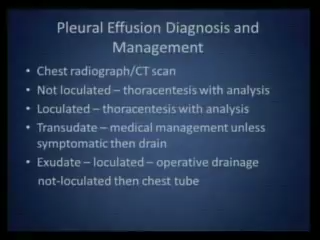 Pleural Effusion Diagnosis and
Management
• Chest radiograph/CT scan
• Not loculated – thoracentesis with analysis
• Loculated – thoracentesis with analysis
• Transudate – medical management unless
symptomatic then drain
• Exudate – loculated – operative drainage
not-loculated then chest tube